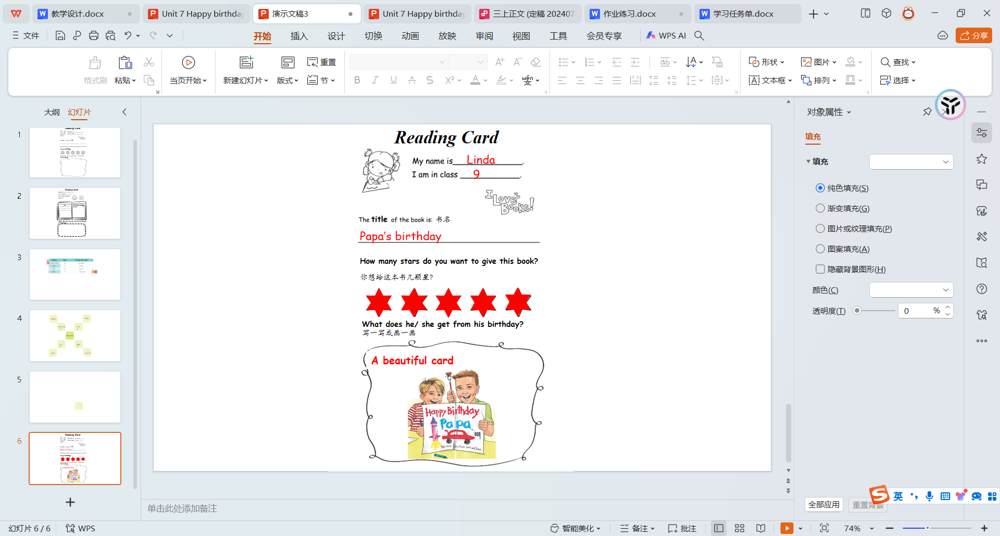 教学设计.docx
Unit 7 Happy birthday
演示文稿3
Unit 7 Happy birthday
三上正文 (定稿 202407
作业练习.docx
学习任务单.docx
文件
开始
插入
设计
切换
动画
放映
审阅
视图
工具
会员专享
WPS AI
分享
格式刷
粘贴
当页开始
新建幻灯片
版式
重置
节
形状
图片
查找
文本框
排列
选择
大纲
幻灯片
1
2
3
4
5
6
Reading Card
My name is Linda.
I am in class 9.
I Love Books!
The title of the book is: 书名
Papa's birthday
How many stars do you want to give this book?
你想给这本书几颗星?
What does he/ she get from his birthday?
写一写或画一画
A beautiful card
Happy Birthday
Papa
对象属性
填充
填充
纯色填充(S)
渐变填充(G)
图片或纹理填充(P)
图案填充(A)
隐藏背景图形(H)
颜色(C)
透明度(T)
0
%
全部应用
重置背景
英
单击此处添加备注
幻灯片 6 / 6
WPS
智能美化
备注
批注
74%